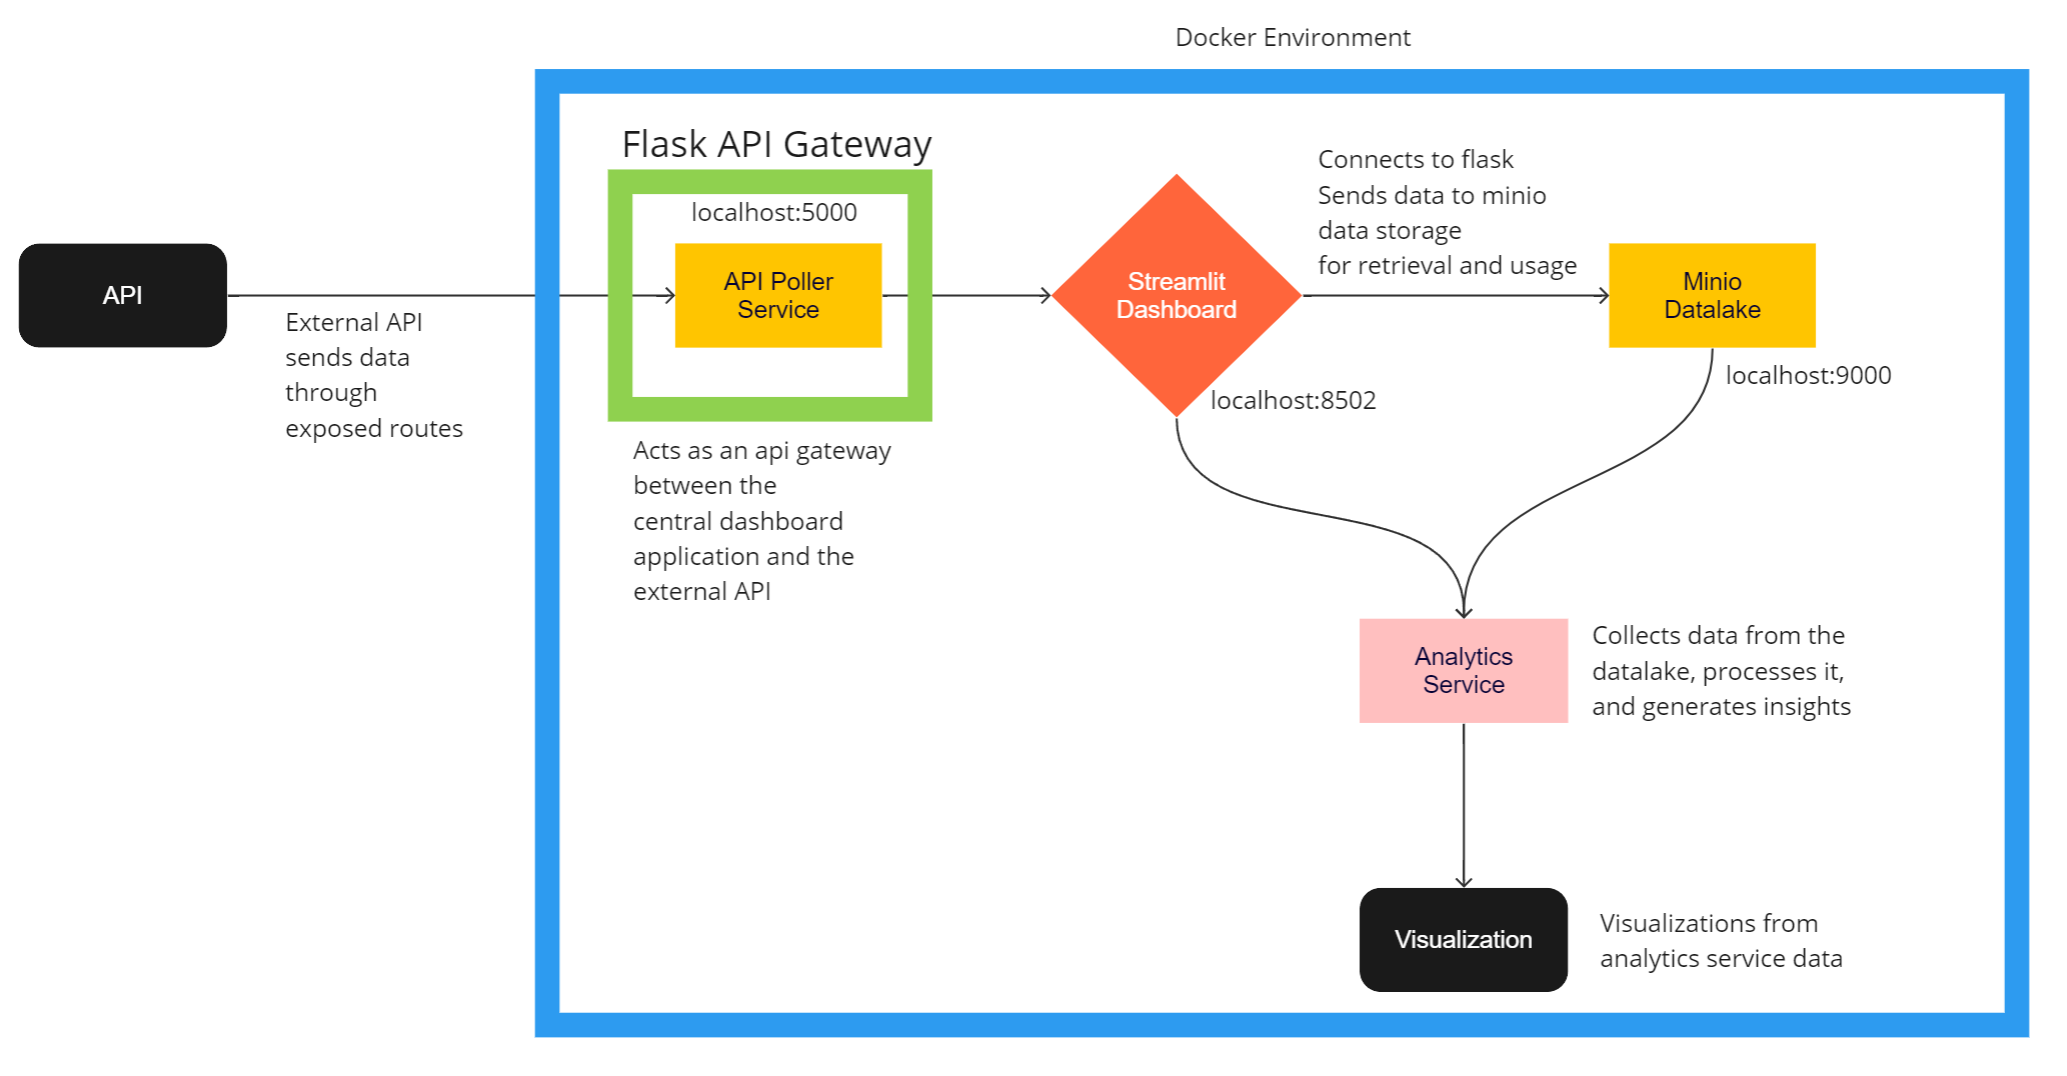 Docker Environment
Flask API Gateway
localhost:5000
API Poller
Service
API
External API
sends data
through
exposed routes
Acts as an api gateway
between the
central dashboard
application and the
external API
Streamlit
Dashboard
localhost:8502
Connects to flask
Sends data to minio
data storage
for retrieval and usage
Minio
Datalake
localhost:9000
Analytics
Service
Collects data from the
datalake, processes it,
and generates insights
Visualization
Visualizations from
analytics service data